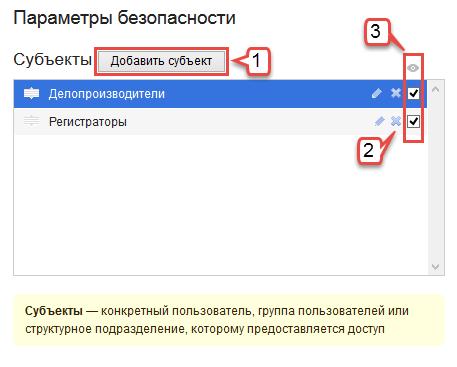 Параметры безопасности
3
Субъекты Добавить субъект 1
Делопроизводители
Регистраторы
2
Субъекты — конкретный пользователь, группа пользователей или
структурное подразделение, которому предоставляется доступ